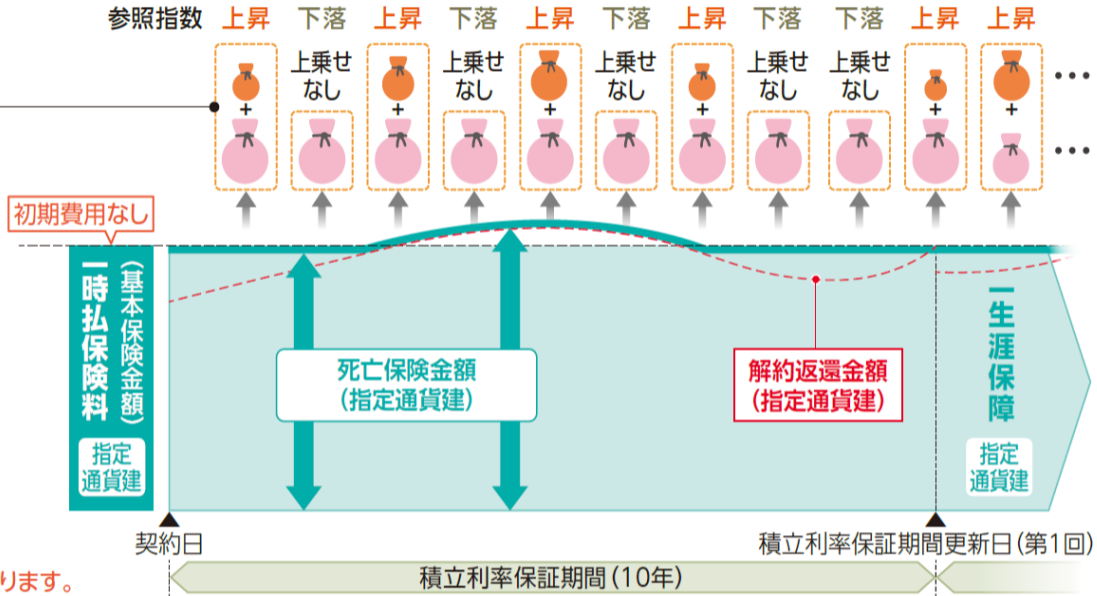 参照指数 上昇 下落 上昇 下落 上昇 下落 上昇 下落 下落 上昇 上昇
上乗せ
なし
上乗せ
なし
上乗せ
なし
上乗せ
なし
上乗せ
なし
+ + + + + +
•••
•••
初期費用なし
一時払保険料
（基本保険金額）
指定
通貨建
死亡保険金額
（指定通貨建）
解約返還金額
（指定通貨建）
一生涯保障
指定
通貨建
契約日
積立利率保証期間更新日（第1回）
ります。
積立利率保証期間（10年）